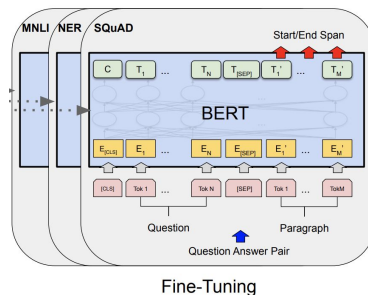 MNLI NER SQuAD
Start/End Span
C T1 ... TN T[SEP] T1' ... TM'
BERT
E[CLS] E1 ... EN E[SEP] E1' ... EM'
[CLS] Tok 1 ... Tok N [SEP] Tok 1 ... TokM
Question Paragraph
Question Answer Pair
Fine-Tuning